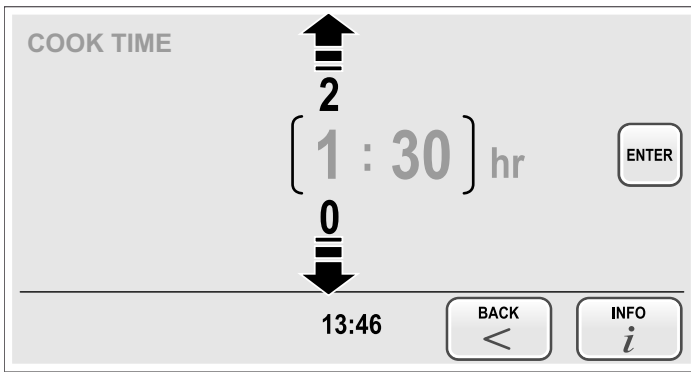 COOK TIME
2
[1 : 30] hr
ENTER
0
13:46
BACK
<
INFO
i